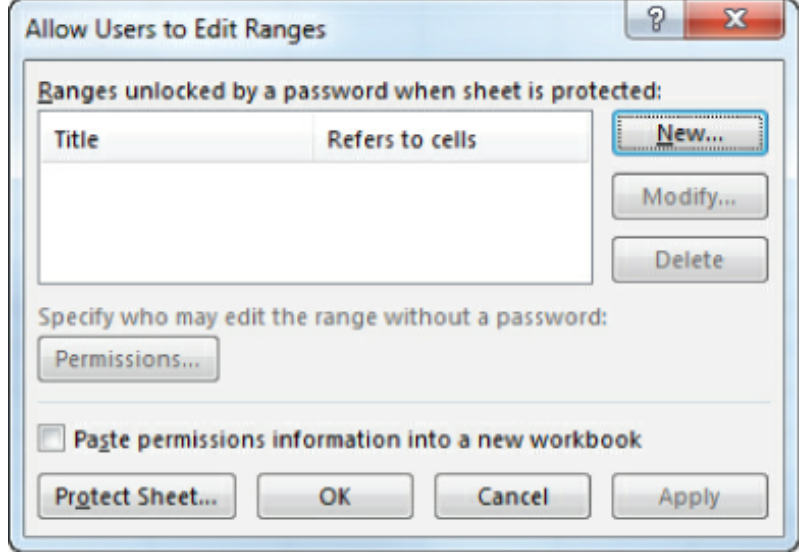 Allow Users to Edit Ranges ? X
Ranges unlocked by a password when sheet is protected:
Title Refers to cells New...
Modify...
Delete
Specify who may edit the range without a password:
Permissions...
Paste permissions information into a new workbook
Protect Sheet... OK Cancel Apply